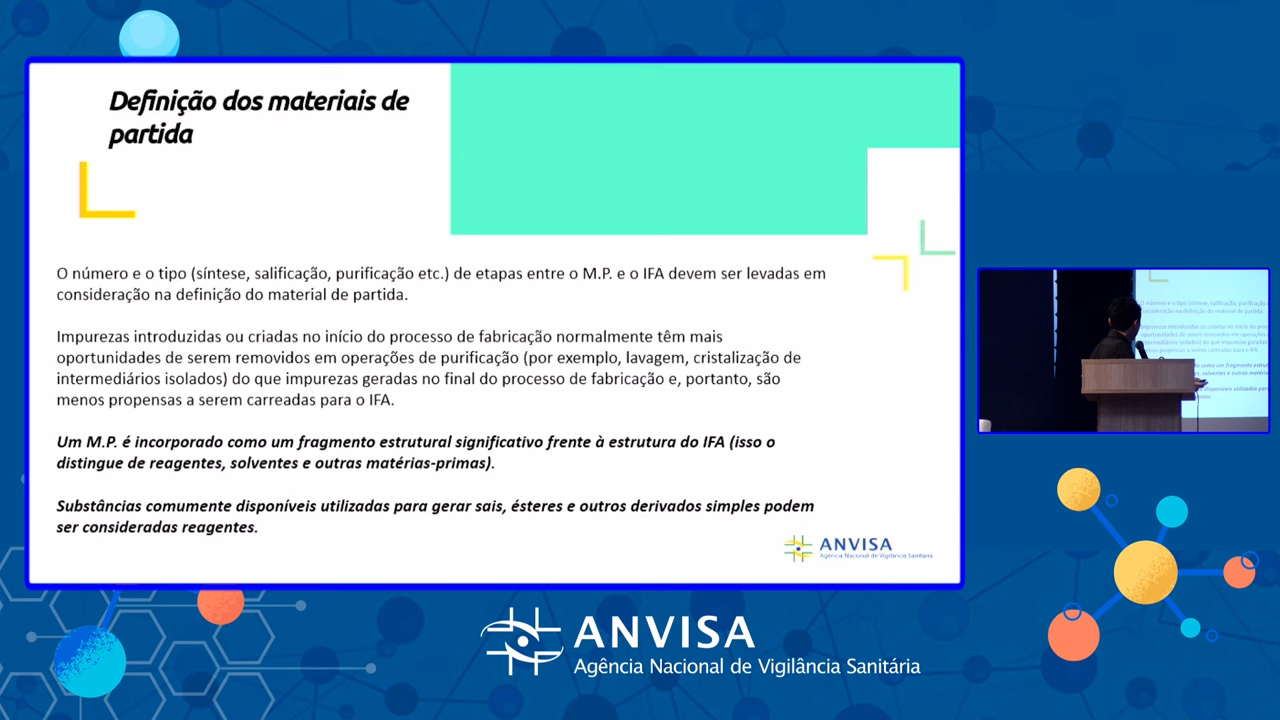 Definição dos materiais de
partida
O número e o tipo (síntese, salificação, purificação etc.) de etapas entre o M.P. e o IFA devem ser levadas em
consideração na definição do material de partida.
Impurezas introduzidas ou criadas no início do processo de fabricação normalmente têm mais
oportunidades de serem removidos em operações de purificação (por exemplo, lavagem, cristalização de
intermediários isolados) do que impurezas geradas no final do processo de fabricação e, portanto, são
menos propensas a serem carreadas para o IFA.
Um M.P. é incorporado como um fragmento estrutural significativo frente à estrutura do IFA (isso o
distingue de reagentes, solventes e outras matérias-primas).
Substâncias comumente disponíveis utilizadas para gerar sais, ésteres e outros derivados simples podem
ser consideradas reagentes.
ANVISA
Agência Nacional de Vigilância Sanitária
ANVISA
Agência Nacional de Vigilância Sanitária